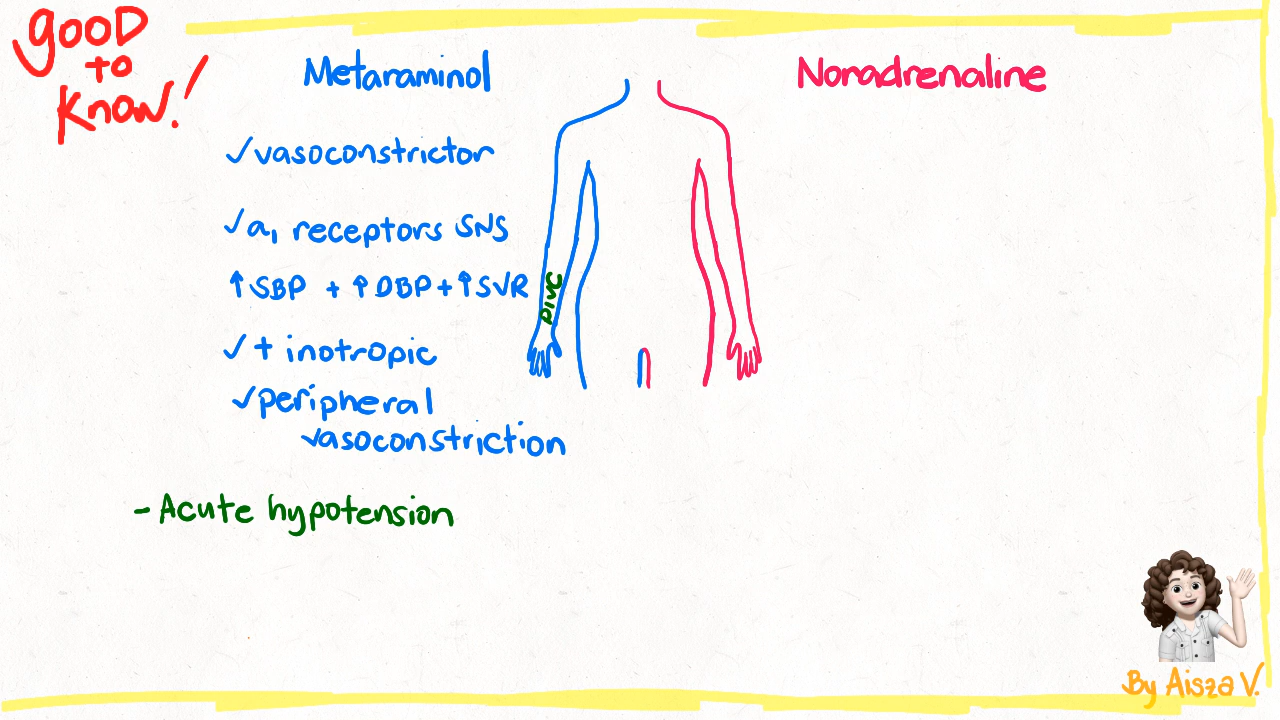 good
to
know!
Metaraminol
Noradrenaline
✓vasoconstrictor
✓a₁ receptors SNS
↑SBP + ↑DBP+↑SVR
PIVC
✓+ inotropic
✓peripheral
vasoconstriction
- Acute hypotension
By Aisza V.